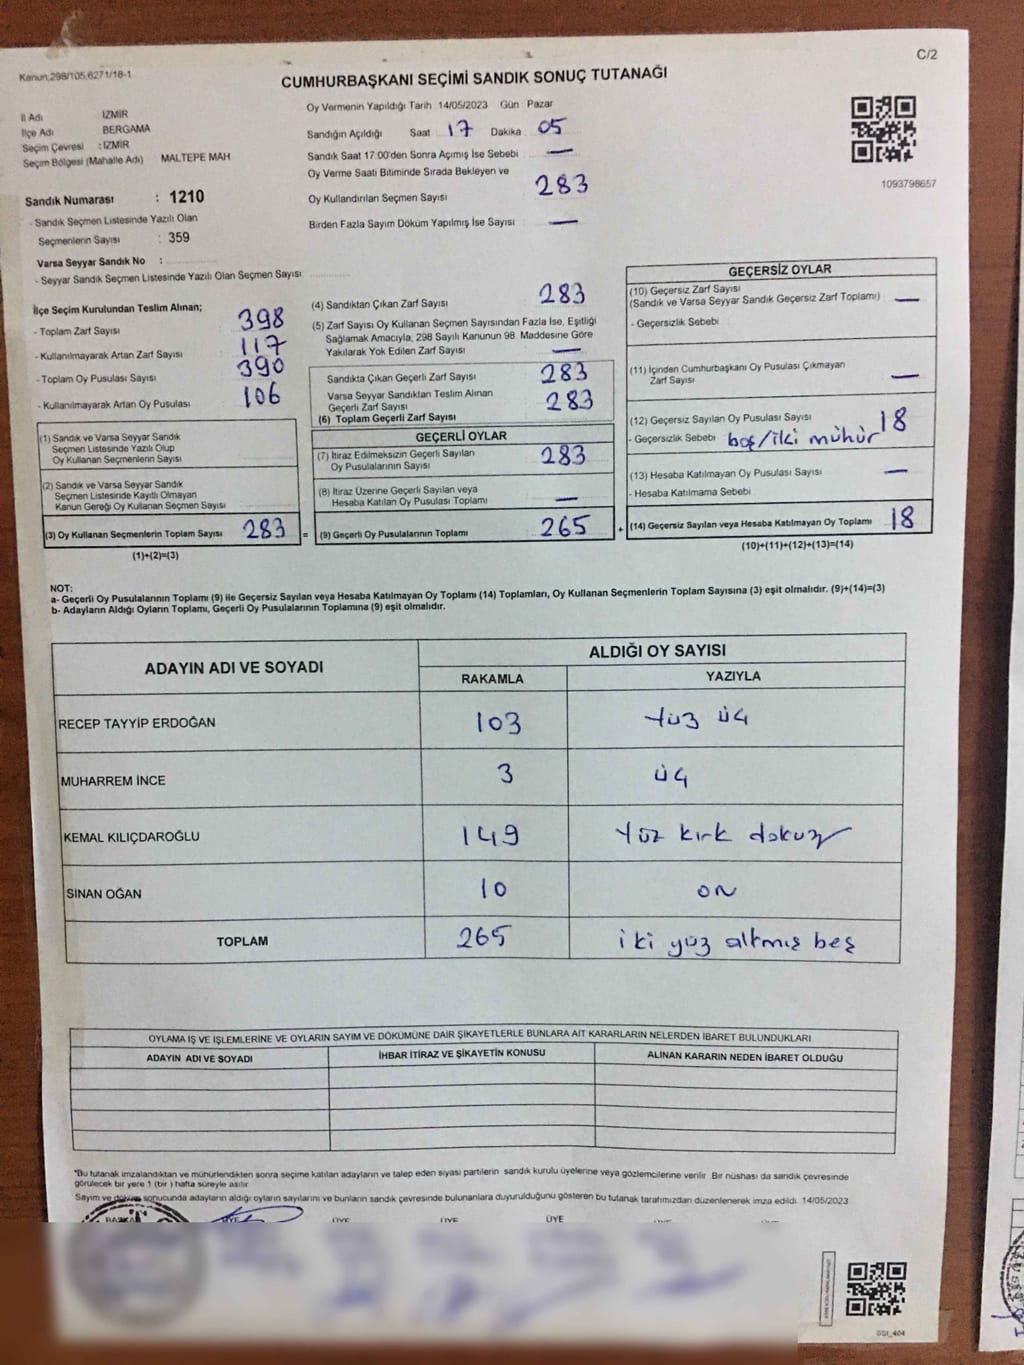 C/2
Kanun;298/105,6271/18-1
CUMHURBAŞKANI SEÇİMİ SANDIK SONUÇ TUTANAĞI
İl Adı İZMİR
İlçe Adı BERGAMA
Seçim Çevresi : İZMİR
Seçim Bölgesi (Mahalle Adı) MALTEPE MAH
Sandık Numarası : 1210
- Sandık Seçmen Listesinde Yazılı Olan
Seçmenlerin Sayısı : 359
Varsa Seyyar Sandık No :
- Seyyar Sandık Seçmen Listesinde Yazılı Olan Seçmen Sayısı
Oy Vermenin Yapıldığı Tarih 14/05/2023 Gün Pazar
Sandığın Açıldığı Saat 17 Dakika 05
Sandık Saat 17:00'den Sonra Açımış İse Sebebi —
Oy Verme Saati Bitiminde Sırada Bekleyen ve
Oy Kullandırılan Seçmen Sayısı 283
Birden Fazla Sayım Döküm Yapılmış İse Sayısı —
1093798657
İlçe Seçim Kurulundan Teslim Alınan;
- Toplam Zarf Sayısı 398
- Kullanılmayarak Artan Zarf Sayısı 117
- Toplam Oy Pusulası Sayısı 390
- Kullanılmayarak Artan Oy Pusulası 106
(1) Sandık ve Varsa Seyyar Sandık
Seçmen Listesinde Yazılı Olup
Oy Kullanan Seçmenlerin Sayısı
(2) Sandık ve Varsa Seyyar Sandık
Seçmen Listesinde Kayıtlı Olmayan
Kanun Gereği Oy Kullanan Seçmen Sayısı
(3) Oy Kullanan Seçmenlerin Toplam Sayısı 283 =
(1)+(2)=(3)
(4) Sandıktan Çıkan Zarf Sayısı 283
(5) Zarf Sayısı Oy Kullanan Seçmen Sayısından Fazla İse, Eşitliği
Sağlamak Amacıyla, 298 Sayılı Kanunun 98. Maddesine Göre
Yakılarak Yok Edilen Zarf Sayısı —
Sandıkta Çıkan Geçerli Zarf Sayısı 283
Varsa Seyyar Sandıktan Teslim Alınan
Geçerli Zarf Sayısı 283
(6) Toplam Geçerli Zarf Sayısı
GEÇERLİ OYLAR
(7) İtiraz Edilmeksizin Geçerli Sayılan
Oy Pusulalarının Sayısı 283
(8) İtiraz Üzerine Geçerli Sayılan veya
Hesaba Katılan Oy Pusulası Toplamı —
(9) Geçerli Oy Pusulalarının Toplamı 265 +
GEÇERSİZ OYLAR
(10) Geçersiz Zarf Sayısı
(Sandık ve Varsa Seyyar Sandık Geçersiz Zarf Toplamı) —
- Geçersizlik Sebebi
(11) İçinden Cumhurbaşkanı Oy Pusulası Çıkmayan
Zarf Sayısı —
(12) Geçersiz Sayılan Oy Pusulası Sayısı 18
- Geçersizlik Sebebi boş/iki mühür
(13) Hesaba Katılmayan Oy Pusulası Sayısı —
- Hesaba Katılmama Sebebi
(14) Geçersiz Sayılan veya Hesaba Katılmayan Oy Toplamı 18
(10)+(11)+(12)+(13)=(14)
NOT:
a- Geçerli Oy Pusulalarının Toplamı (9) ile Geçersiz Sayılan veya Hesaba Katılmayan Oy Toplamı (14) Toplamları, Oy Kullanan Seçmenlerin Toplam Sayısına (3) eşit olmalıdır. (9)+(14)=(3)
b- Adayların Aldığı Oyların Toplamı, Geçerli Oy Pusulalarının Toplamına (9) eşit olmalıdır.
ADAYIN ADI VE SOYADI ALDIĞI OY SAYISI
RAKAMLA YAZIYLA
RECEP TAYYİP ERDOĞAN 103 yüz üç
MUHARREM İNCE 3 üç
KEMAL KILIÇDAROĞLU 149 yüz kırk dokuz
SİNAN OĞAN 10 on
TOPLAM 265 iki yüz altmış beş
OYLAMA İŞ VE İŞLEMLERİNE VE OYLARIN SAYIM VE DÖKÜMÜNE DAİR ŞİKAYETLERLE BUNLARA AİT KARARLARIN NELERDEN İBARET BULUNDUKLARI
ADAYIN ADI VE SOYADI İHBAR İTİRAZ VE ŞİKAYETİN KONUSU ALINAN KARARIN NEDEN İBARET OLDUĞU
*Bu tutanak imzalandıktan ve mühürlendikten sonra seçime katılan adayların ve talep eden siyasi partilerin sandık kurulu üyelerine veya gözlemcilerine verilir. Bir nüshası da sandık çevresinde
görülecek bir yere 1 (bir) hafta süreyle asılır
Sayım ve döküm sonucunda adayların aldığı oyların sayılarını ve bunların sandık çevresinde bulunanlara duyurulduğunu gösteren bu tutanak tarafımızdan düzenlenerek imza edildi. 14/05/2023
ÜYE ÜYE ÜYE ÜYE
SSI_404